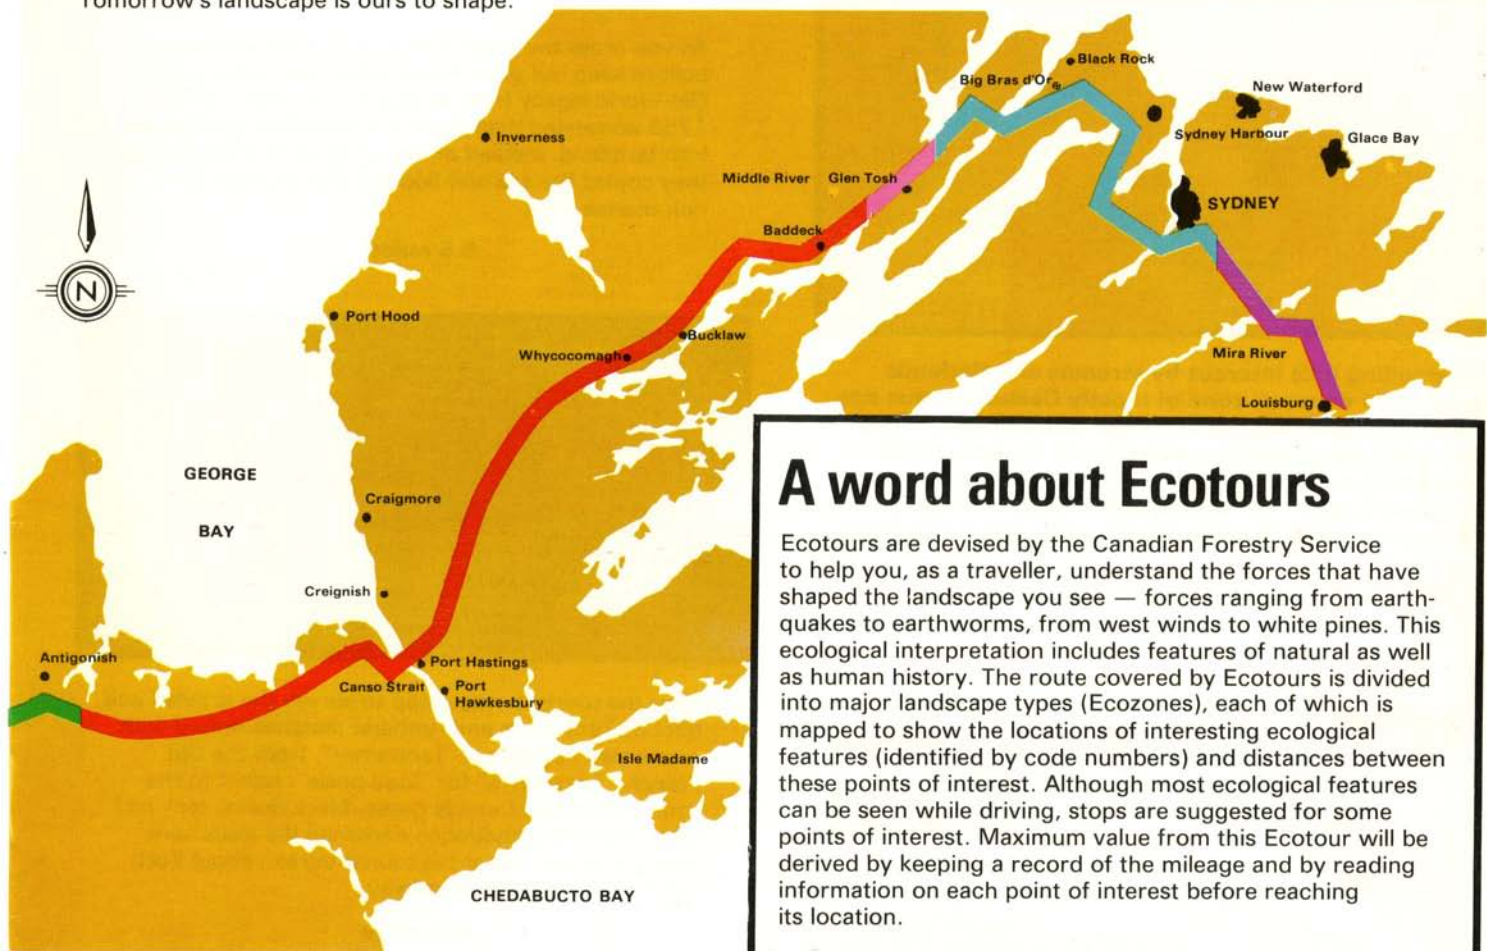 Tomorrow's landscape is ours to shape.
Black Rock
Big Bras d'Or
New Waterford
Sydney Harbour
Glace Bay
Inverness
Middle River
Glen Tosh
SYDNEY
Baddeck
N
Port Hood
Bucklaw
Whycocomagh
Mira River
Louisburg
GEORGE
BAY
Craigmore
Creignish
Antigonish
Port Hastings
Canso Strait
Port
Hawkesbury
Isle Madame
CHEDABUCTO BAY
A word about Ecotours
Ecotours are devised by the Canadian Forestry Service
to help you, as a traveller, understand the forces that have
shaped the landscape you see — forces ranging from earth-
quakes to earthworms, from west winds to white pines. This
ecological interpretation includes features of natural as well
as human history. The route covered by Ecotours is divided
into major landscape types (Ecozones), each of which is
mapped to show the locations of interesting ecological
features (identified by code numbers) and distances between
these points of interest. Although most ecological features
can be seen while driving, stops are suggested for some
points of interest. Maximum value from this Ecotour will be
derived by keeping a record of the mileage and by reading
information on each point of interest before reaching
its location.